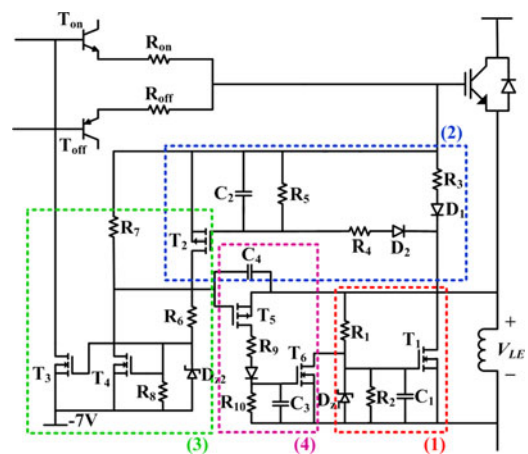 Ton
Ron
Roff
Toff
(2)
C2
R5
R3
D1
R7
T2
R4
D2
C4
T5
R6
R9
T6
R1
T1
VLE
+
−
T3
T4
R8
Dz2
R10
C3
Dz
R2
C1
-7V
(3)
(4)
(1)